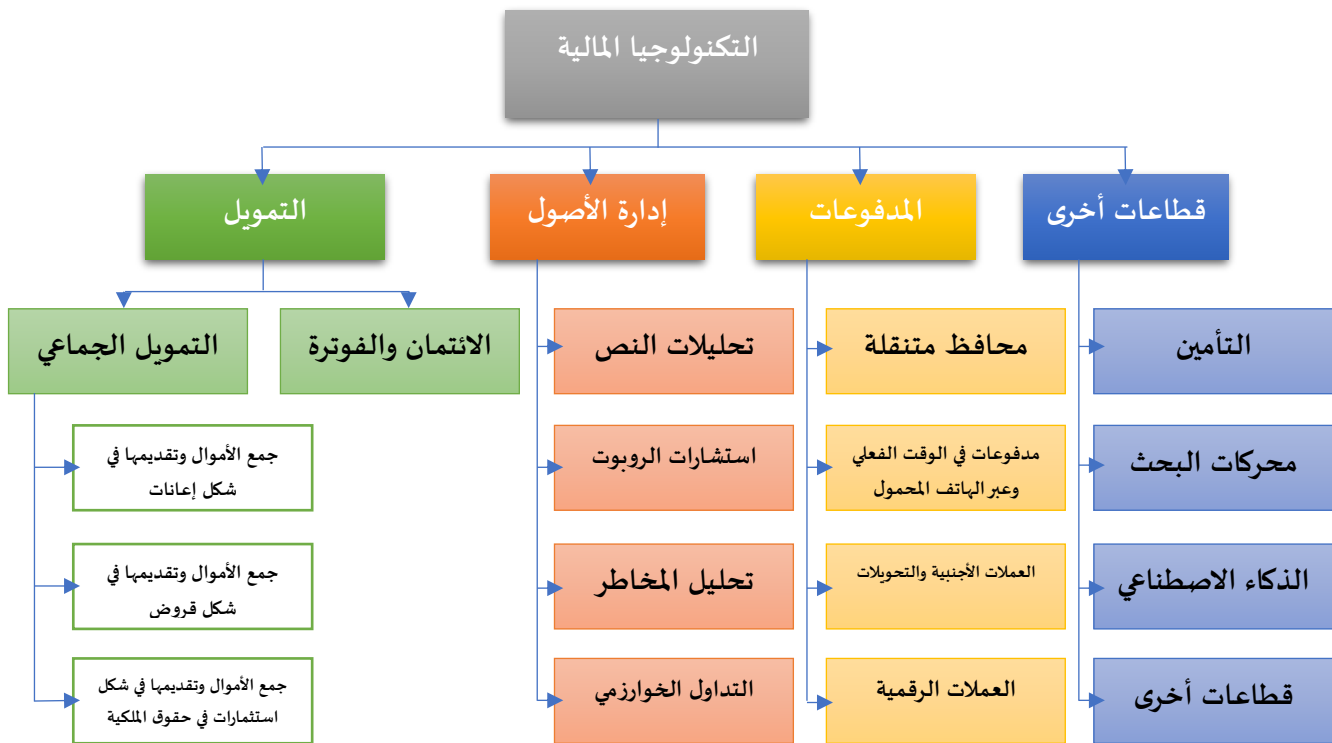 التكنولوجيا المالية
قطاعات أخرى
المدفوعات
إدارة الأصول
التمويل
التأمين
محافظ متنقلة
تحليلات النص
الائتمان والفوترة
التمويل الجماعي
محركات البحث
مدفوعات في الوقت الفعلي
وعبر الهاتف المحمول
استشارات الروبوت
جمع الأموال وتقديمها في
شكل إعانات
الذكاء الاصطناعي
العملات الأجنبية والتحويلات
تحليل المخاطر
جمع الأموال وتقديمها في
شكل قروض
قطاعات أخرى
العملات الرقمية
التداول الخوارزمي
جمع الأموال وتقديمها في شكل
استثمارات في حقوق الملكية